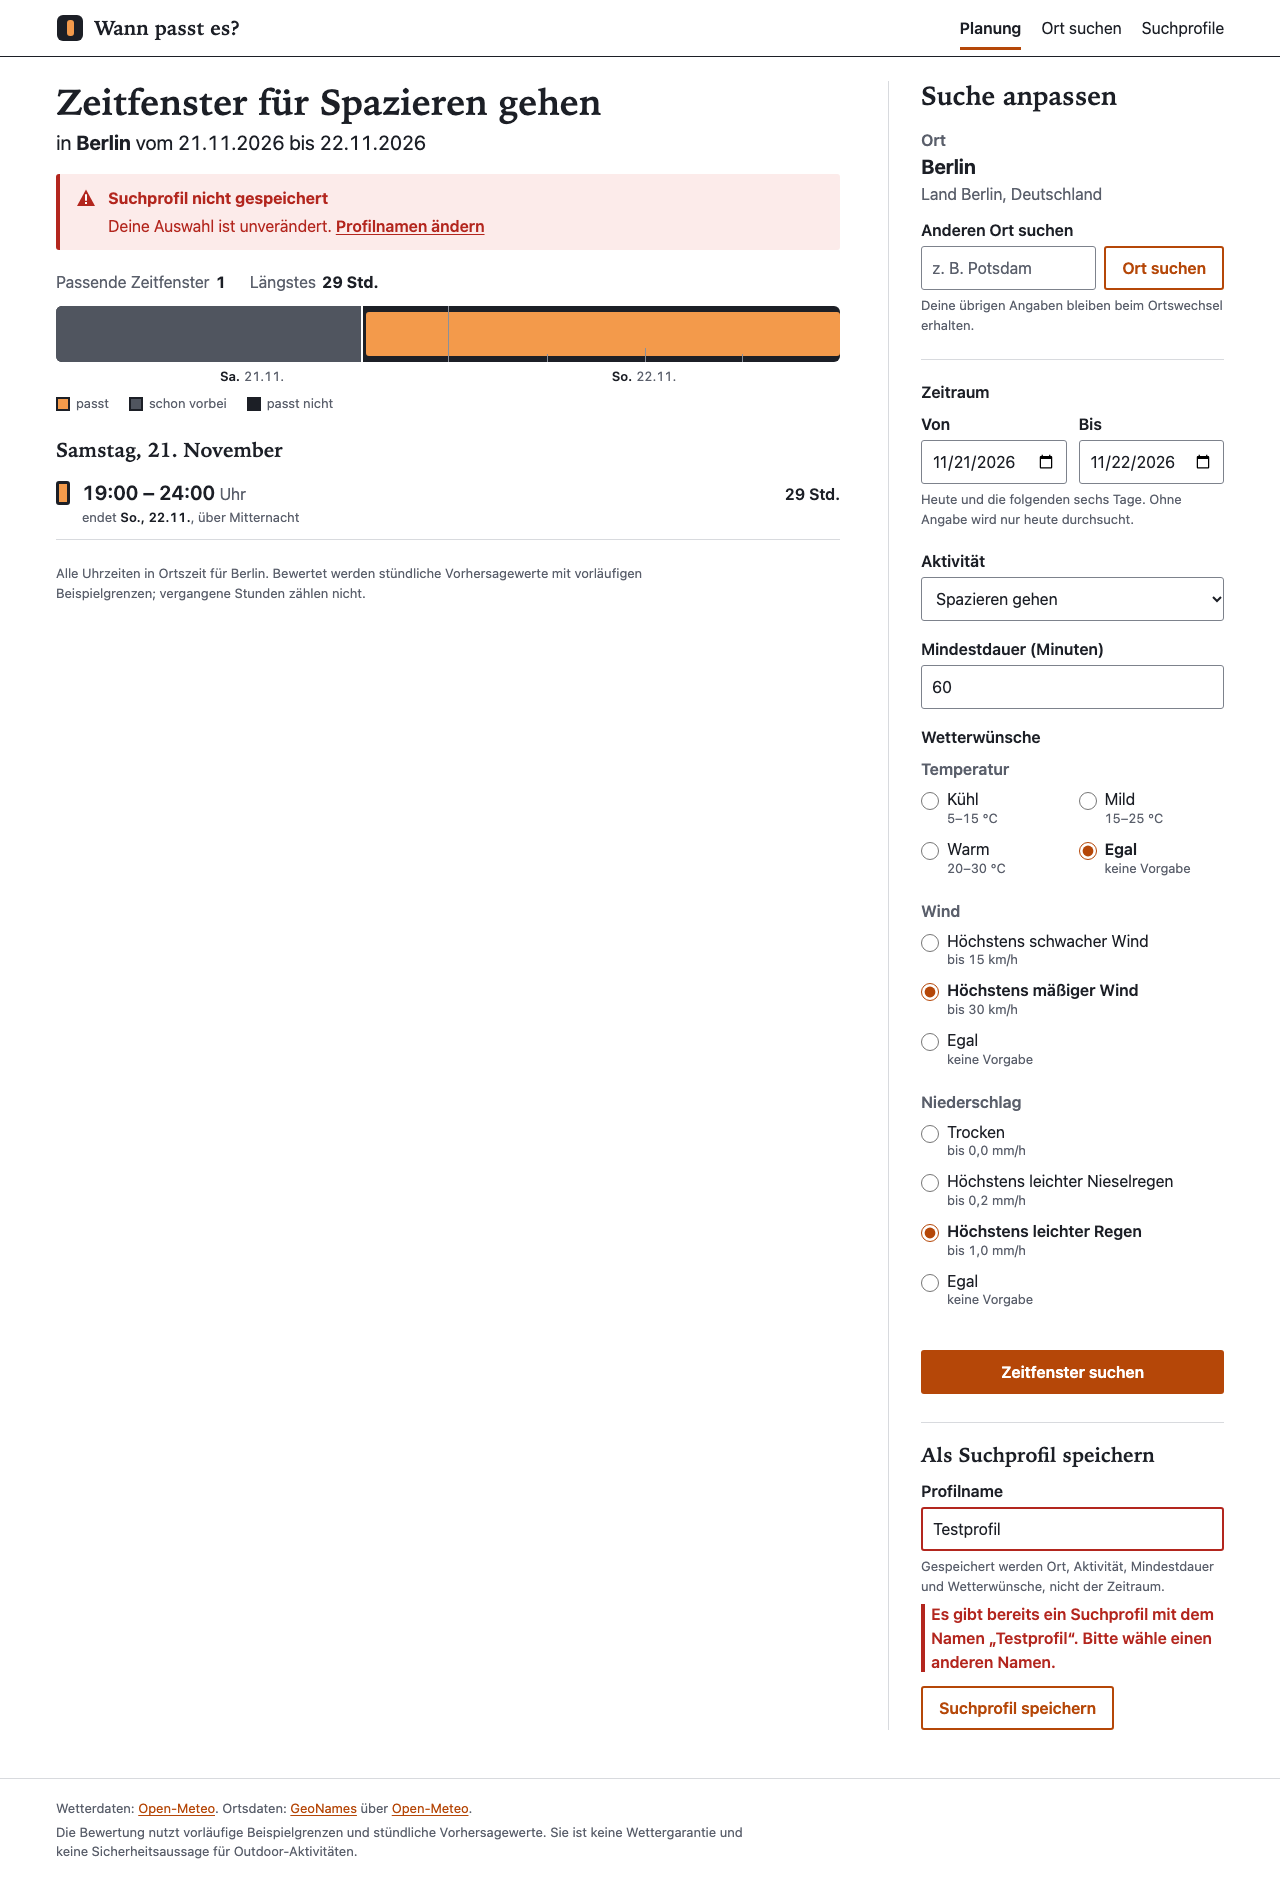 Wann passt es?
Planung
Ort suchen
Suchprofile
Zeitfenster für Spazieren gehen
in Berlin vom 21.11.2026 bis 22.11.2026
Suchprofil nicht gespeichert
Deine Auswahl ist unverändert. Profilnamen ändern
Passende Zeitfenster 1 Längstes 29 Std.
Sa. 21.11.
So. 22.11.
passt
schon vorbei
passt nicht
Samstag, 21. November
19:00 – 24:00 Uhr
29 Std.
endet So., 22.11., über Mitternacht
Alle Uhrzeiten in Ortszeit für Berlin. Bewertet werden stündliche Vorhersagewerte mit vorläufigen
Beispielgrenzen; vergangene Stunden zählen nicht.
Suche anpassen
Ort
Berlin
Land Berlin, Deutschland
Anderen Ort suchen
z. B. Potsdam
Ort suchen
Deine übrigen Angaben bleiben beim Ortswechsel
erhalten.
Zeitraum
Von
Bis
11/21/2026
11/22/2026
Heute und die folgenden sechs Tage. Ohne
Angabe wird nur heute durchsucht.
Aktivität
Spazieren gehen
Mindestdauer (Minuten)
60
Wetterwünsche
Temperatur
Kühl
5–15 °C
Mild
15–25 °C
Warm
20–30 °C
Egal
keine Vorgabe
Wind
Höchstens schwacher Wind
bis 15 km/h
Höchstens mäßiger Wind
bis 30 km/h
Egal
keine Vorgabe
Niederschlag
Trocken
bis 0,0 mm/h
Höchstens leichter Nieselregen
bis 0,2 mm/h
Höchstens leichter Regen
bis 1,0 mm/h
Egal
keine Vorgabe
Zeitfenster suchen
Als Suchprofil speichern
Profilname
Testprofil
Gespeichert werden Ort, Aktivität, Mindestdauer
und Wetterwünsche, nicht der Zeitraum.
Es gibt bereits ein Suchprofil mit dem
Namen „Testprofil“. Bitte wähle einen
anderen Namen.
Suchprofil speichern
Wetterdaten: Open-Meteo. Ortsdaten: GeoNames über Open-Meteo.
Die Bewertung nutzt vorläufige Beispielgrenzen und stündliche Vorhersagewerte. Sie ist keine Wettergarantie und
keine Sicherheitsaussage für Outdoor-Aktivitäten.